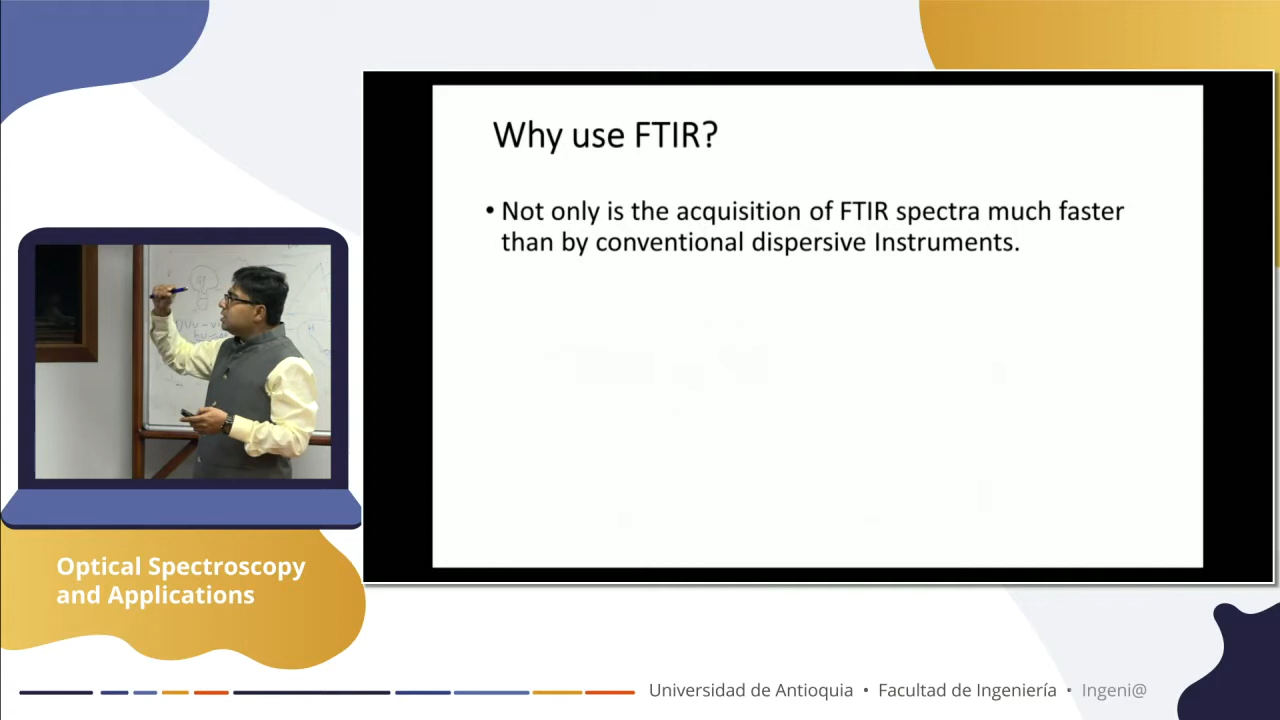 Why use FTIR?
• Not only is the acquisition of FTIR spectra much faster
than by conventional dispersive Instruments.
Optical Spectroscopy
and Applications
Universidad de Antioquia • Facultad de Ingeniería • Ingeni@